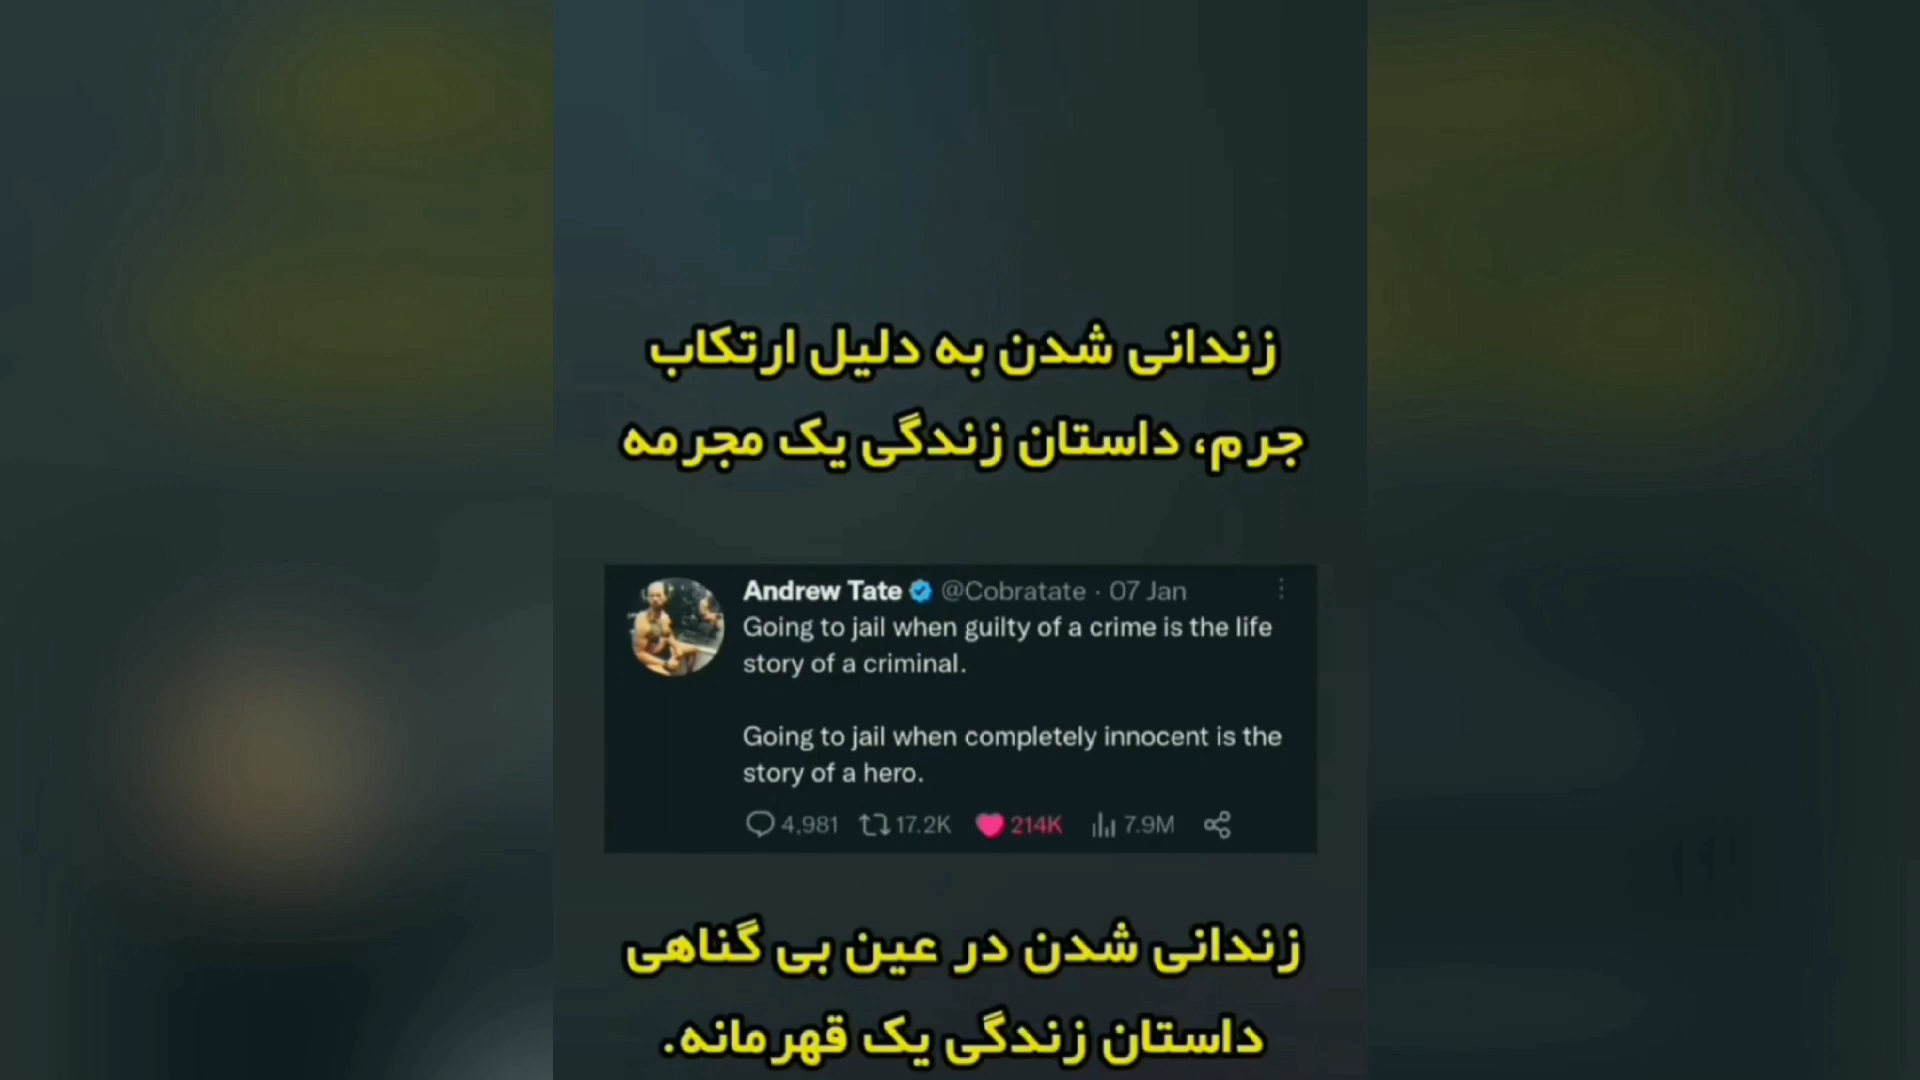 زندانی شدن به دلیل ارتکاب
جرم، داستان زندگی یک مجرمه
Andrew Tate @Cobratate · 07 Jan
Going to jail when guilty of a crime is the life
story of a criminal.
Going to jail when completely innocent is the
story of a hero.
4,981 17.2K 214K 7.9M
زندانی شدن در عین بی گناهی
داستان زندگی یک قهرمانه.